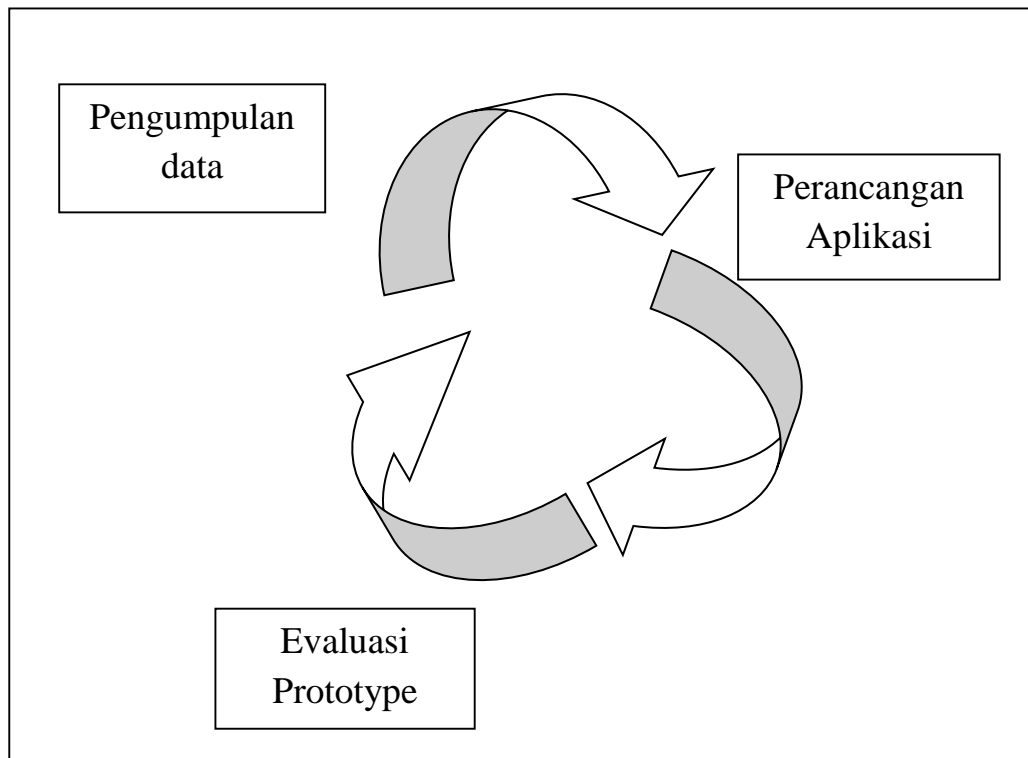 Pengumpulan
data
Perancangan
Aplikasi
Evaluasi
Prototype